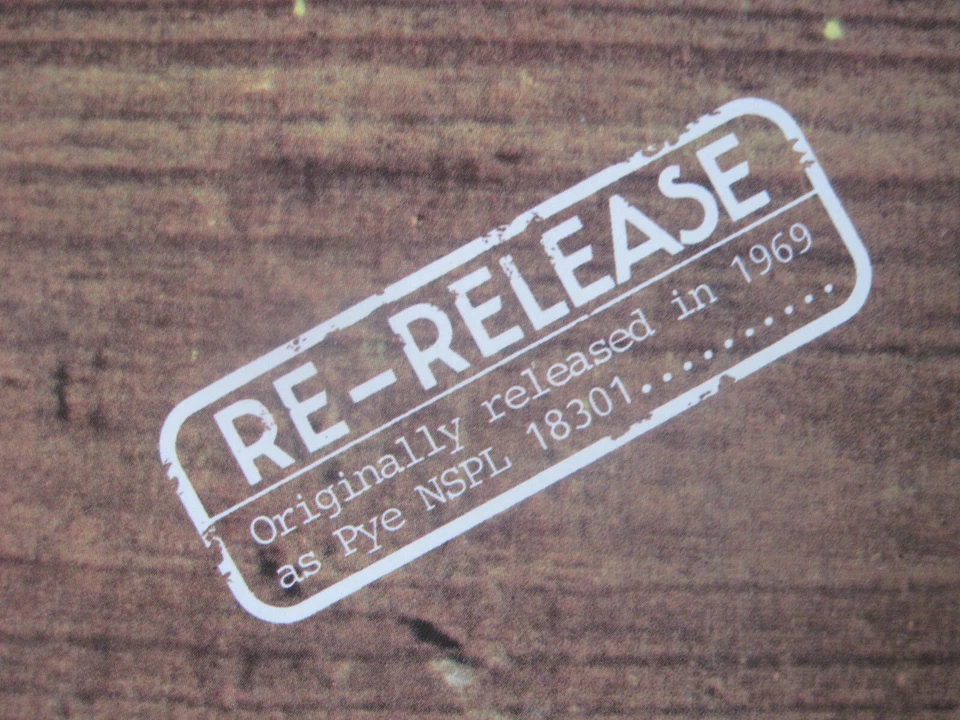 RE-RELEASE
Originally released in 1969
as Pye NSPL 18301..........